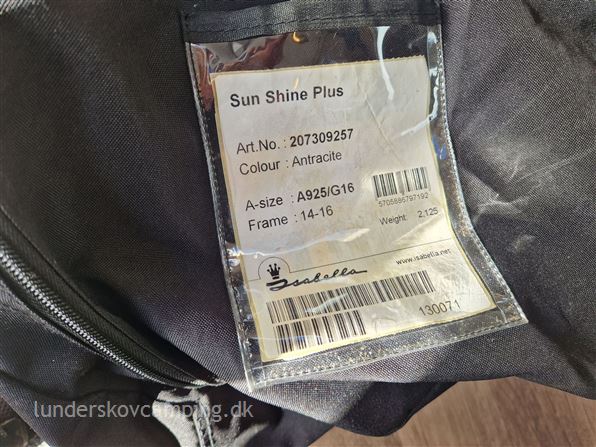 Sun Shine Plus
Art.No. : 207309257
Colour : Antracite
A-size : A925/G16
5705886797192
Frame : 14-16
Weight: 2.125
www.isabella.net
Isabella
130071
lunderskovcamping.dk